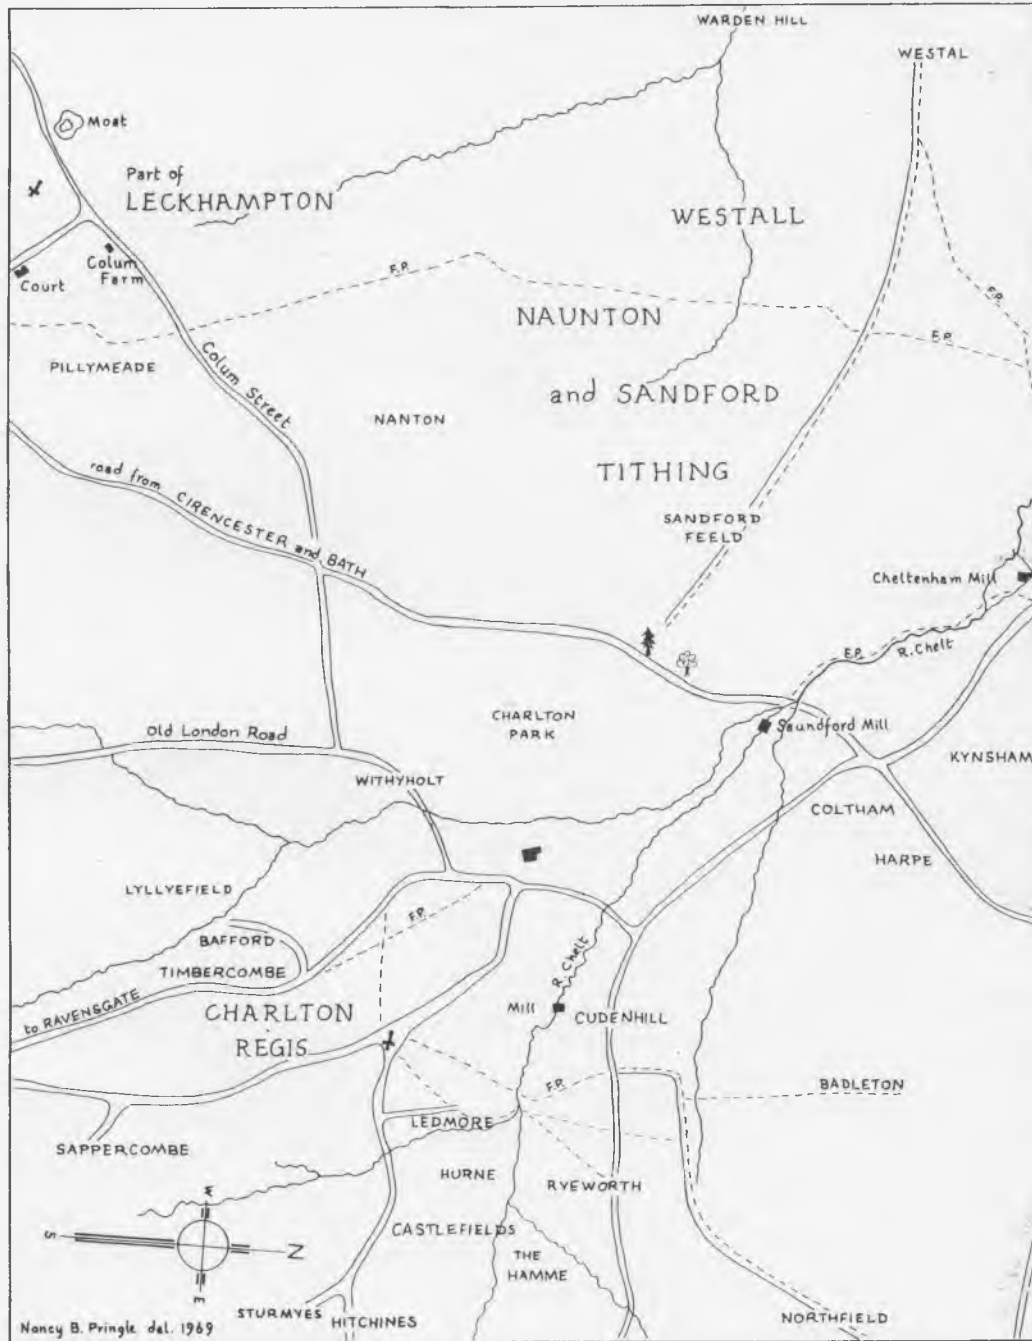 WARDEN HILL
WESTAL
Moat
Part of
LECKHAMPTON
WESTALL
Colum
Farm
Court
F.P.
F.P.
NAUNTON
F.P.
PILLYMEADE
Colum Street
and SANDFORD
NANTON
TITHING
road from CIRENCESTER and BATH
SANDFORD
FEELD
Cheltenham Mill
F.P.
R. Chelt
CHARLTON
PARK
Saundford Mill
Old London Road
WITHYHOLT
KYNSHAM
COLTHAM
HARPE
LYLLYEFIELD
F.P.
BAFFORD
TIMBERCOMBE
R. Chelt
to RAVENSGATE
CHARLTON
REGIS
Mill
CUDENHILL
F.P.
BADLETON
LEDMORE
SAPPERCOMBE
HURNE
RYEWORTH
W
S
N
E
CASTLEFIELDS
THE
HAMME
STURMYES
HITCHINES
NORTHFIELD
Nancy B. Pringle del. 1969